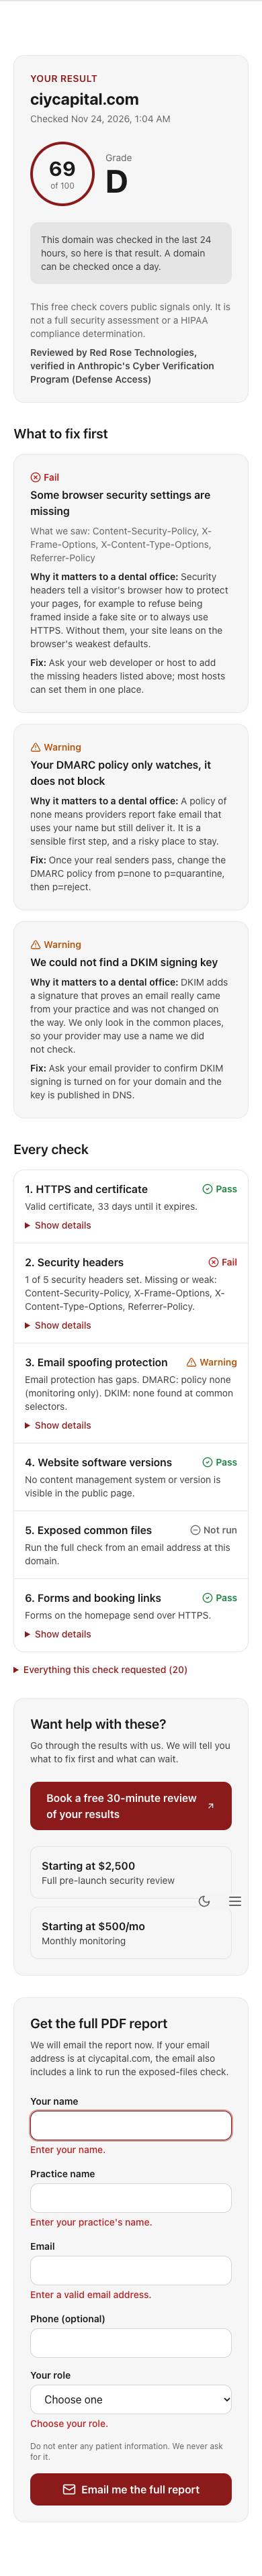 YOUR RESULT
ciycapital.com
Checked Nov 24, 2026, 1:04 AM
69
of 100
Grade
D
This domain was checked in the last 24
hours, so here is that result. A domain
can be checked once a day.
This free check covers public signals only. It is
not a full security assessment or a HIPAA
compliance determination.
Reviewed by Red Rose Technologies,
verified in Anthropic's Cyber Verification
Program (Defense Access)
What to fix first
Fail
Some browser security settings are
missing
What we saw: Content-Security-Policy, X-
Frame-Options, X-Content-Type-Options,
Referrer-Policy
Why it matters to a dental office: Security
headers tell a visitor's browser how to protect
your pages, for example to refuse being
framed inside a fake site or to always use
HTTPS. Without them, your site leans on the
browser's weakest defaults.
Fix: Ask your web developer or host to add
the missing headers listed above; most hosts
can set them in one place.
Warning
Your DMARC policy only watches, it
does not block
Why it matters to a dental office: A policy of
none means providers report fake email that
uses your name but still deliver it. It is a
sensible first step, and a risky place to stay.
Fix: Once your real senders pass, change the
DMARC policy from p=none to p=quarantine,
then p=reject.
Warning
We could not find a DKIM signing key
Why it matters to a dental office: DKIM adds
a signature that proves an email really came
from your practice and was not changed on
the way. We only look in the common places,
so your provider may use a name we did
not check.
Fix: Ask your email provider to confirm DKIM
signing is turned on for your domain and the
key is published in DNS.
Every check
1. HTTPS and certificate
Pass
Valid certificate, 33 days until it expires.
Show details
2. Security headers
Fail
1 of 5 security headers set. Missing or weak:
Content-Security-Policy, X-Frame-Options, X-
Content-Type-Options, Referrer-Policy.
Show details
3. Email spoofing protection
Warning
Email protection has gaps. DMARC: policy none
(monitoring only). DKIM: none found at common
selectors.
Show details
4. Website software versions
Pass
No content management system or version is
visible in the public page.
5. Exposed common files
Not run
Run the full check from an email address at this
domain.
6. Forms and booking links
Pass
Forms on the homepage send over HTTPS.
Show details
Everything this check requested (20)
Want help with these?
Go through the results with us. We will tell you
what to fix first and what can wait.
Book a free 30-minute review
of your results
Starting at $2,500
Full pre-launch security review
Starting at $500/mo
Monthly monitoring
Get the full PDF report
We will email the report now. If your email
address is at ciycapital.com, the email also
includes a link to run the exposed-files check.
Your name
Enter your name.
Practice name
Enter your practice's name.
Email
Enter a valid email address.
Phone (optional)
Your role
Choose one
Choose your role.
Do not enter any patient information. We never ask
for it.
Email me the full report